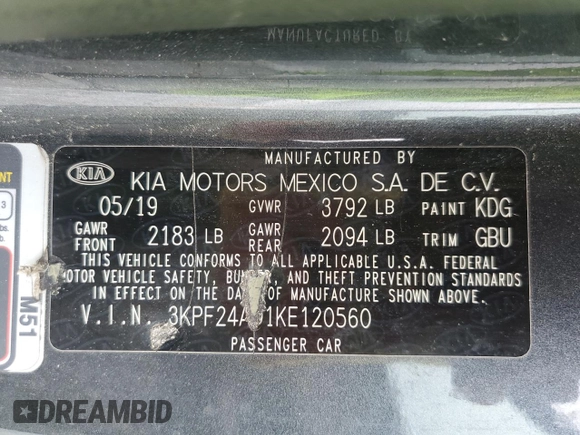 MANUFACTURED BY
KIA KIA MOTORS MEXICO S.A. DE C.V.
05/19 GVWR 3792 LB PAINT KDG
GAWR FRONT 2183 LB GAWR REAR 2094 LB TRIM GBU
THIS VEHICLE CONFORMS TO ALL APPLICABLE U.S.A. FEDERAL
MOTOR VEHICLE SAFETY, AND THEFT PREVENTION STANDARDS
IN EFFECT ON THE DATE OF MANUFACTURE SHOWN ABOVE.
V.I.N.
PASSENGER CAR
M51
DREAMBID